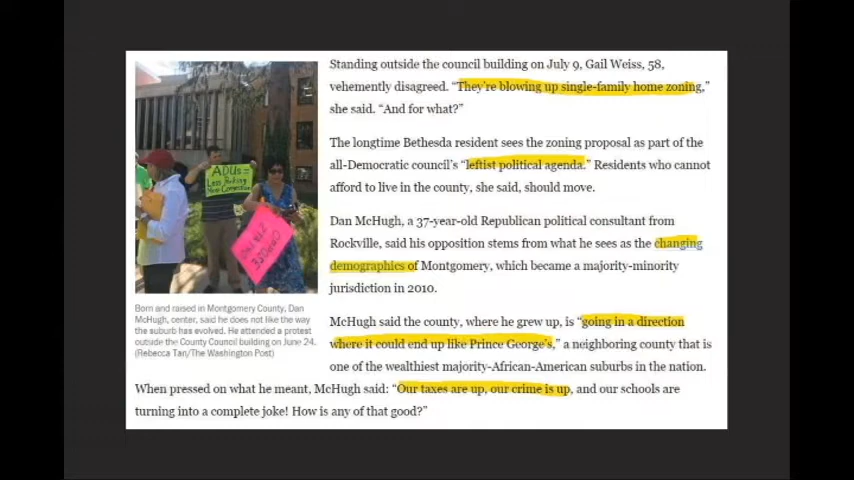 Standing outside the council building on July 9, Gail Weiss, 58,
vehemently disagreed. “They’re blowing up single-family home zoning,”
she said. “And for what?”
The longtime Bethesda resident sees the zoning proposal as part of the
all-Democratic council’s “leftist political agenda.” Residents who cannot
afford to live in the county, she said, should move.
Dan McHugh, a 37-year-old Republican political consultant from
Rockville, said his opposition stems from what he sees as the changing
demographics of Montgomery, which became a majority-minority
jurisdiction in 2010.
McHugh said the county, where he grew up, is “going in a direction
where it could end up like Prince George’s,” a neighboring county that is
one of the wealthiest majority-African-American suburbs in the nation.
When pressed on what he meant, McHugh said: “Our taxes are up, our crime is up, and our schools are
turning into a complete joke! How is any of that good?”
ADUs =
Less Parking
More Congestion
Born and raised in Montgomery County, Dan
McHugh, center, said he does not like the way
the suburb has evolved. He attended a protest
outside the County Council building on June 24.
(Rebecca Tan/The Washington Post)